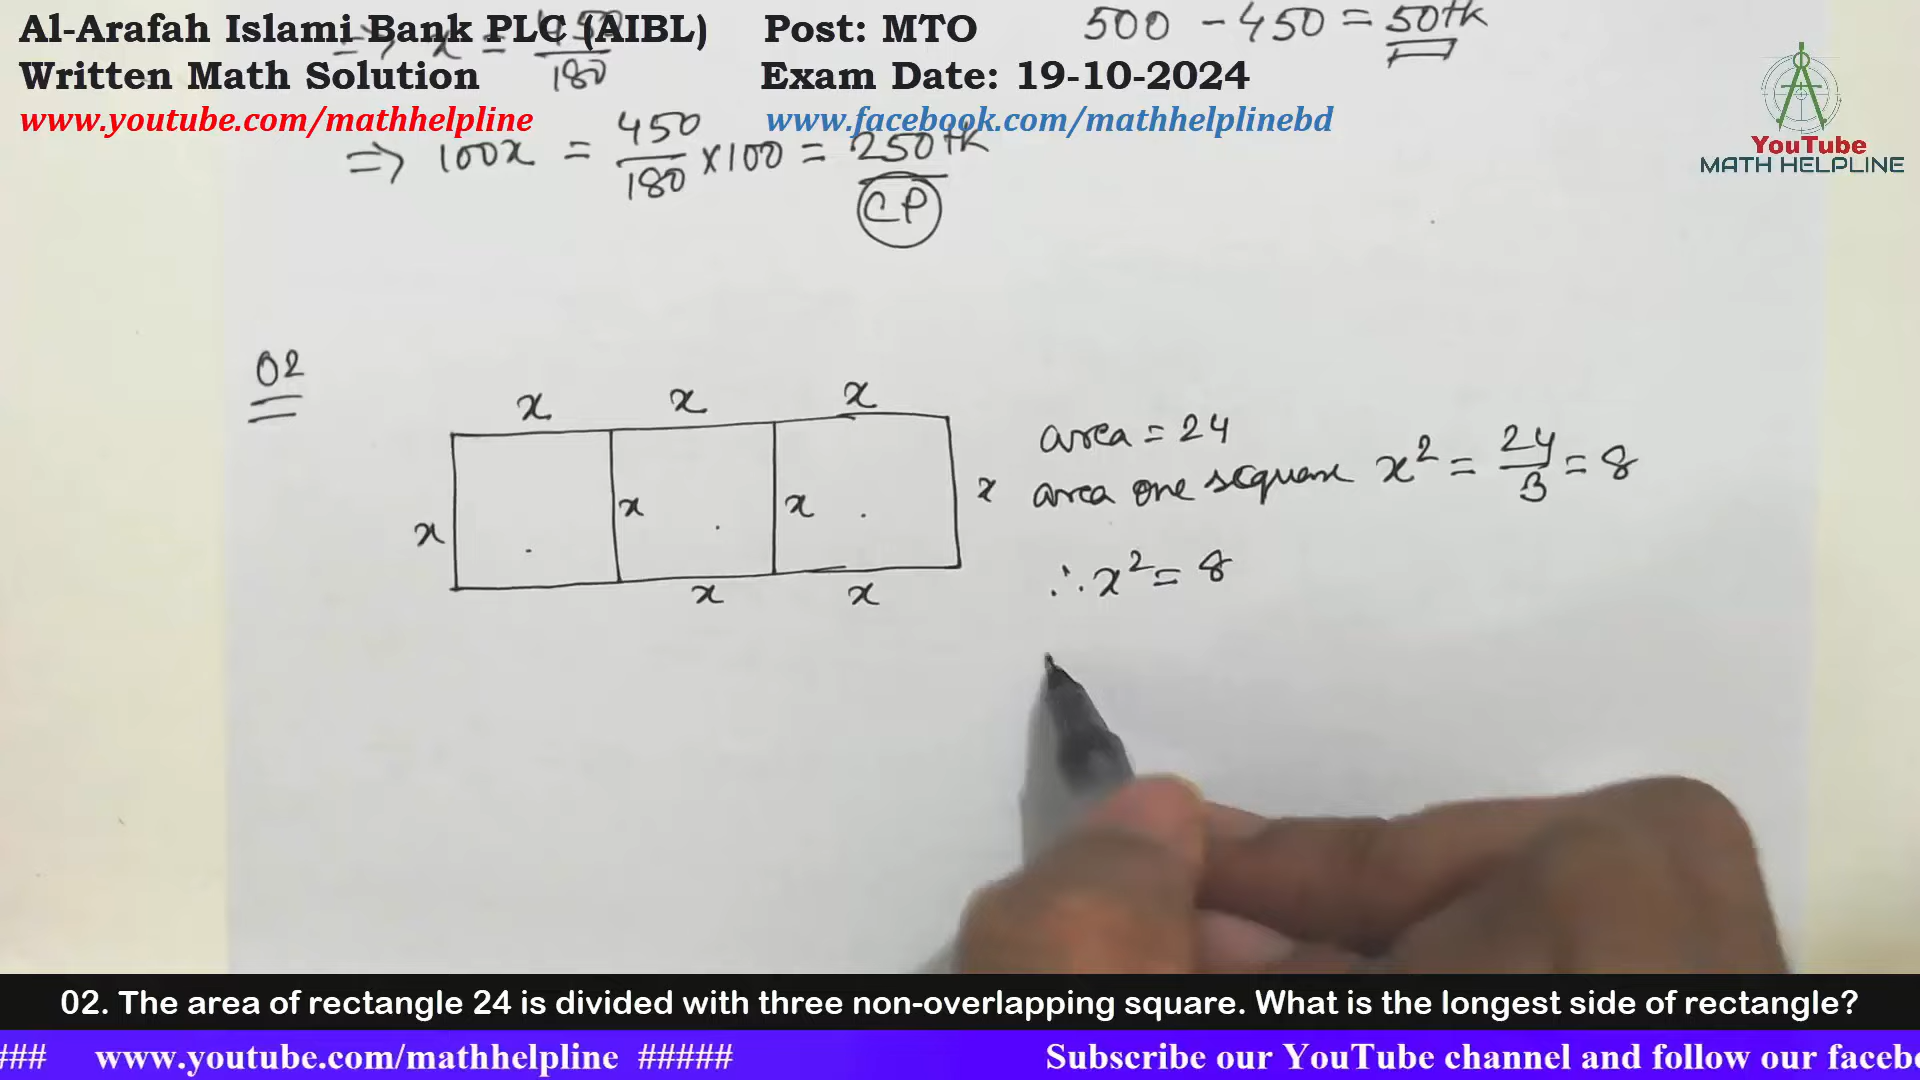 Al-Arafah Islami Bank PLC (AIBL) Post: MTO
Written Math Solution Exam Date: 19-10-2024
www.youtube.com/mathhelpline www.facebook.com/mathhelplinebd
YouTube
MATH HELPLINE
500 - 450 = 50tk
=> x = 450/180
=> 100x = 450/180 × 100 = 250tk
CP
02
x x x
x x x x
x x
area = 24
area one scquare x² = 24/3 = 8
∴ x² = 8
02. The area of rectangle 24 is divided with three non-overlapping square. What is the longest side of rectangle?
### www.youtube.com/mathhelpline ##### Subscribe our YouTube channel and follow our facebo